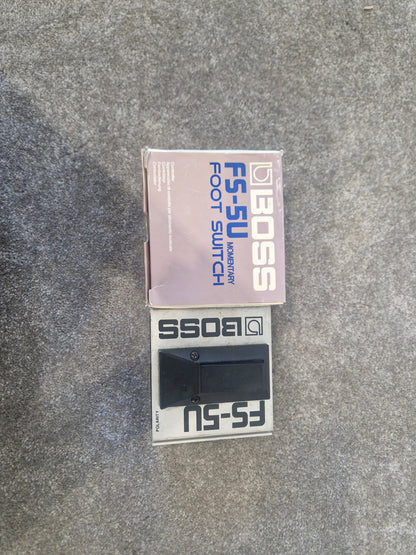 BOSS
FS-5U
MOMENTARY
FOOT SWITCH
BOSS
FS-5U
POLARITY